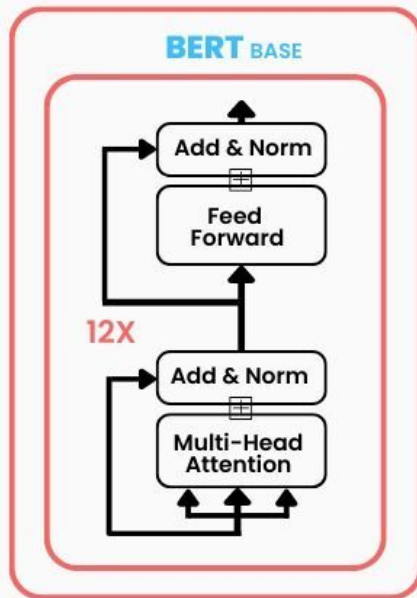 BERT BASE
Add & Norm
Feed
Forward
12X
Add & Norm
Multi-Head
Attention